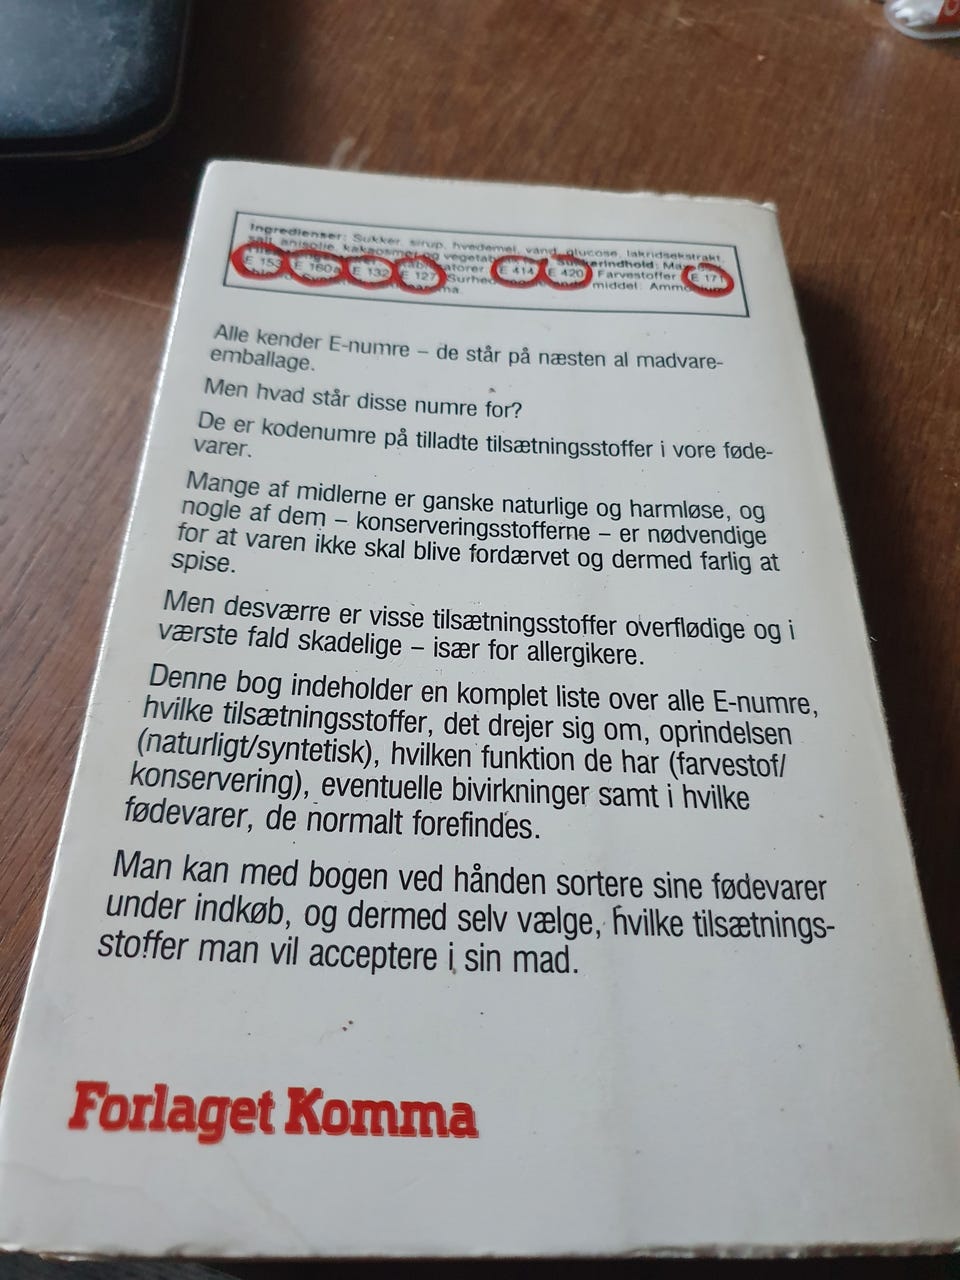 Ingredienser: Sukker, sirup, hvedemel, vand, glucose, lakridsekstrakt,
salt, anisolie, kakaosmør og vegetab
E 153 E 160a E 132 E 127 E 414 E 420 Farvestoffer E 171
middel: Ammonium
Alle kender E-numre – de står på næsten al madvare-
emballage.
Men hvad står disse numre for?
De er kodenumre på tilladte tilsætningsstoffer i vore føde-
varer.
Mange af midlerne er ganske naturlige og harmløse, og
nogle af dem – konserveringsstofferne – er nødvendige
for at varen ikke skal blive fordærvet og dermed farlig at
spise.
Men desværre er visse tilsætningsstoffer overflødige og i
værste fald skadelige – især for allergikere.
Denne bog indeholder en komplet liste over alle E-numre,
hvilke tilsætningsstoffer, det drejer sig om, oprindelsen
(naturligt/syntetisk), hvilken funktion de har (farvestof/
konservering), eventuelle bivirkninger samt i hvilke
fødevarer, de normalt forefindes.
Man kan med bogen ved hånden sortere sine fødevarer
under indkøb, og dermed selv vælge, hvilke tilsætnings-
stoffer man vil acceptere i sin mad.
Forlaget Komma